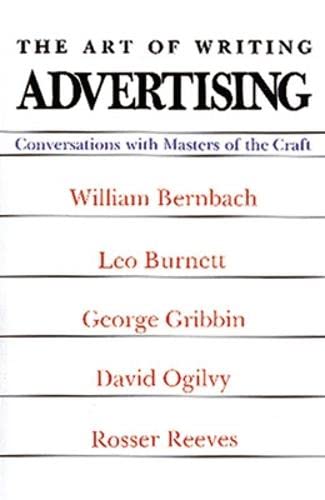 THE ART OF WRITING
ADVERTISING
Conversations with Masters of the Craft
William Bernbach
Leo Burnett
George Gribbin
David Ogilvy
Rosser Reeves